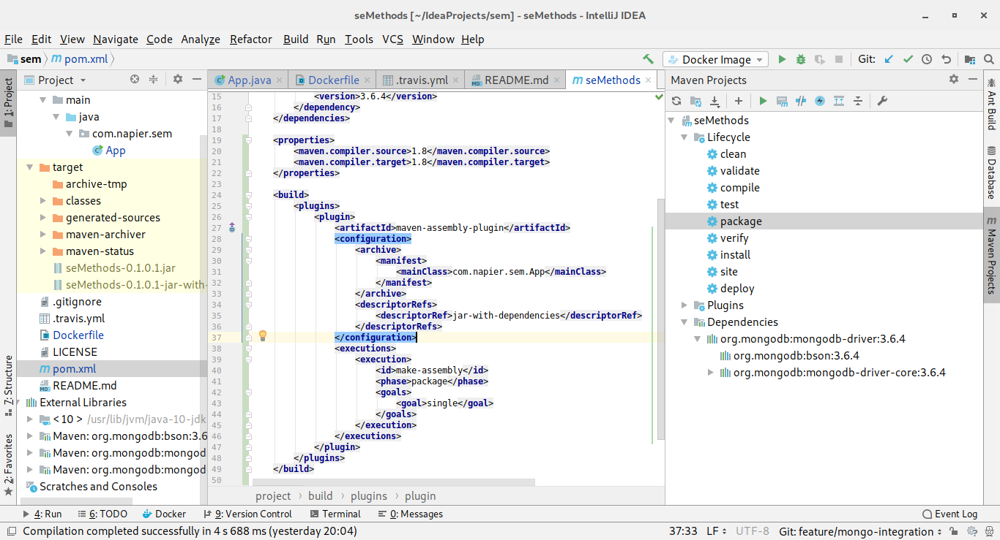 seMethods [~/IdeaProjects/sem] - seMethods - IntelliJ IDEA
File Edit View Navigate Code Analyze Refactor Build Run Tools VCS Window Help
sem pom.xml
Docker Image
Git:
1: Project
7: Structure
2: Favorites
Project
main
java
com.napier.sem
App
target
archive-tmp
classes
generated-sources
maven-archiver
maven-status
seMethods-0.1.0.1.jar
seMethods-0.1.0.1-jar-with-
.gitignore
.travis.yml
Dockerfile
LICENSE
pom.xml
README.md
External Libraries
< 10 > /usr/lib/jvm/java-10-jdk
Maven: org.mongodb:bson:3.6
Maven: org.mongodb:mongod
Maven: org.mongodb:mongod
Scratches and Consoles
App.java Dockerfile .travis.yml README.md seMethods
15 <version>3.6.4</version>
16 </dependency>
17 </dependencies>
18
19 <properties>
20 <maven.compiler.source>1.8</maven.compiler.source>
21 <maven.compiler.target>1.8</maven.compiler.target>
22 </properties>
23
24 <build>
25 <plugins>
26 <plugin>
27 <artifactId>maven-assembly-plugin</artifactId>
28 <configuration>
29 <archive>
30 <manifest>
31 <mainClass>com.napier.sem.App</mainClass>
32 </manifest>
33 </archive>
34 <descriptorRefs>
35 <descriptorRef>jar-with-dependencies</descriptorRef>
36 </descriptorRefs>
37 </configuration>
38 <executions>
39 <execution>
40 <id>make-assembly</id>
41 <phase>package</phase>
42 <goals>
43 <goal>single</goal>
44 </goals>
45 </execution>
46 </executions>
47 </plugin>
48 </plugins>
49 </build>
50
project › build › plugins › plugin
Maven Projects
seMethods
Lifecycle
clean
validate
compile
test
package
verify
install
site
deploy
Plugins
Dependencies
org.mongodb:mongodb-driver:3.6.4
org.mongodb:bson:3.6.4
org.mongodb:mongodb-driver-core:3.6.4
Ant Build
Database
Maven Projects
4: Run 6: TODO Docker 9: Version Control Terminal 0: Messages Event Log
Compilation completed successfully in 4 s 688 ms (yesterday 20:04) 37:33 LF UTF-8 Git: feature/mongo-integration